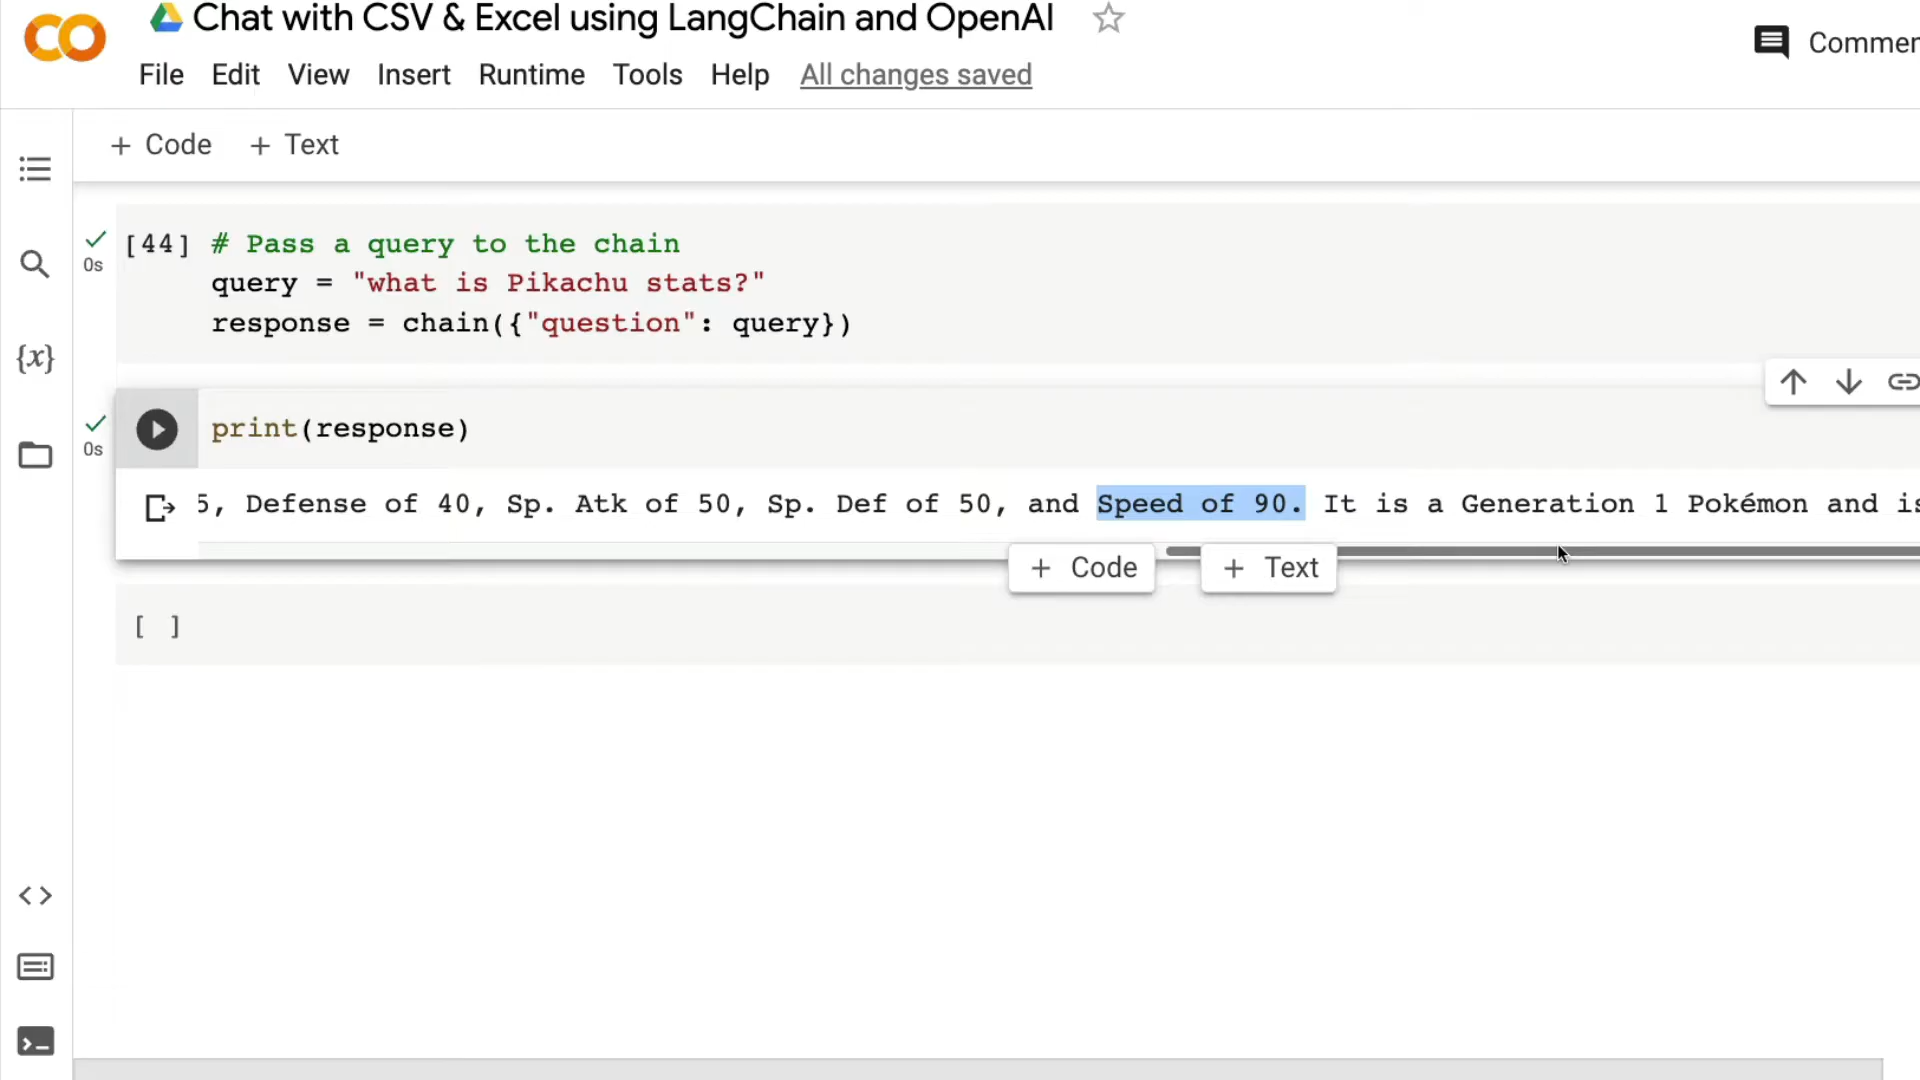 Chat with CSV & Excel using LangChain and OpenAI
Commen
File Edit View Insert Runtime Tools Help All changes saved
+ Code + Text
[44] # Pass a query to the chain
0s
query = "what is Pikachu stats?"
response = chain({"question": query})
print(response)
0s
5, Defense of 40, Sp. Atk of 50, Sp. Def of 50, and Speed of 90. It is a Generation 1 Pokémon and is
+ Code + Text
[ ]